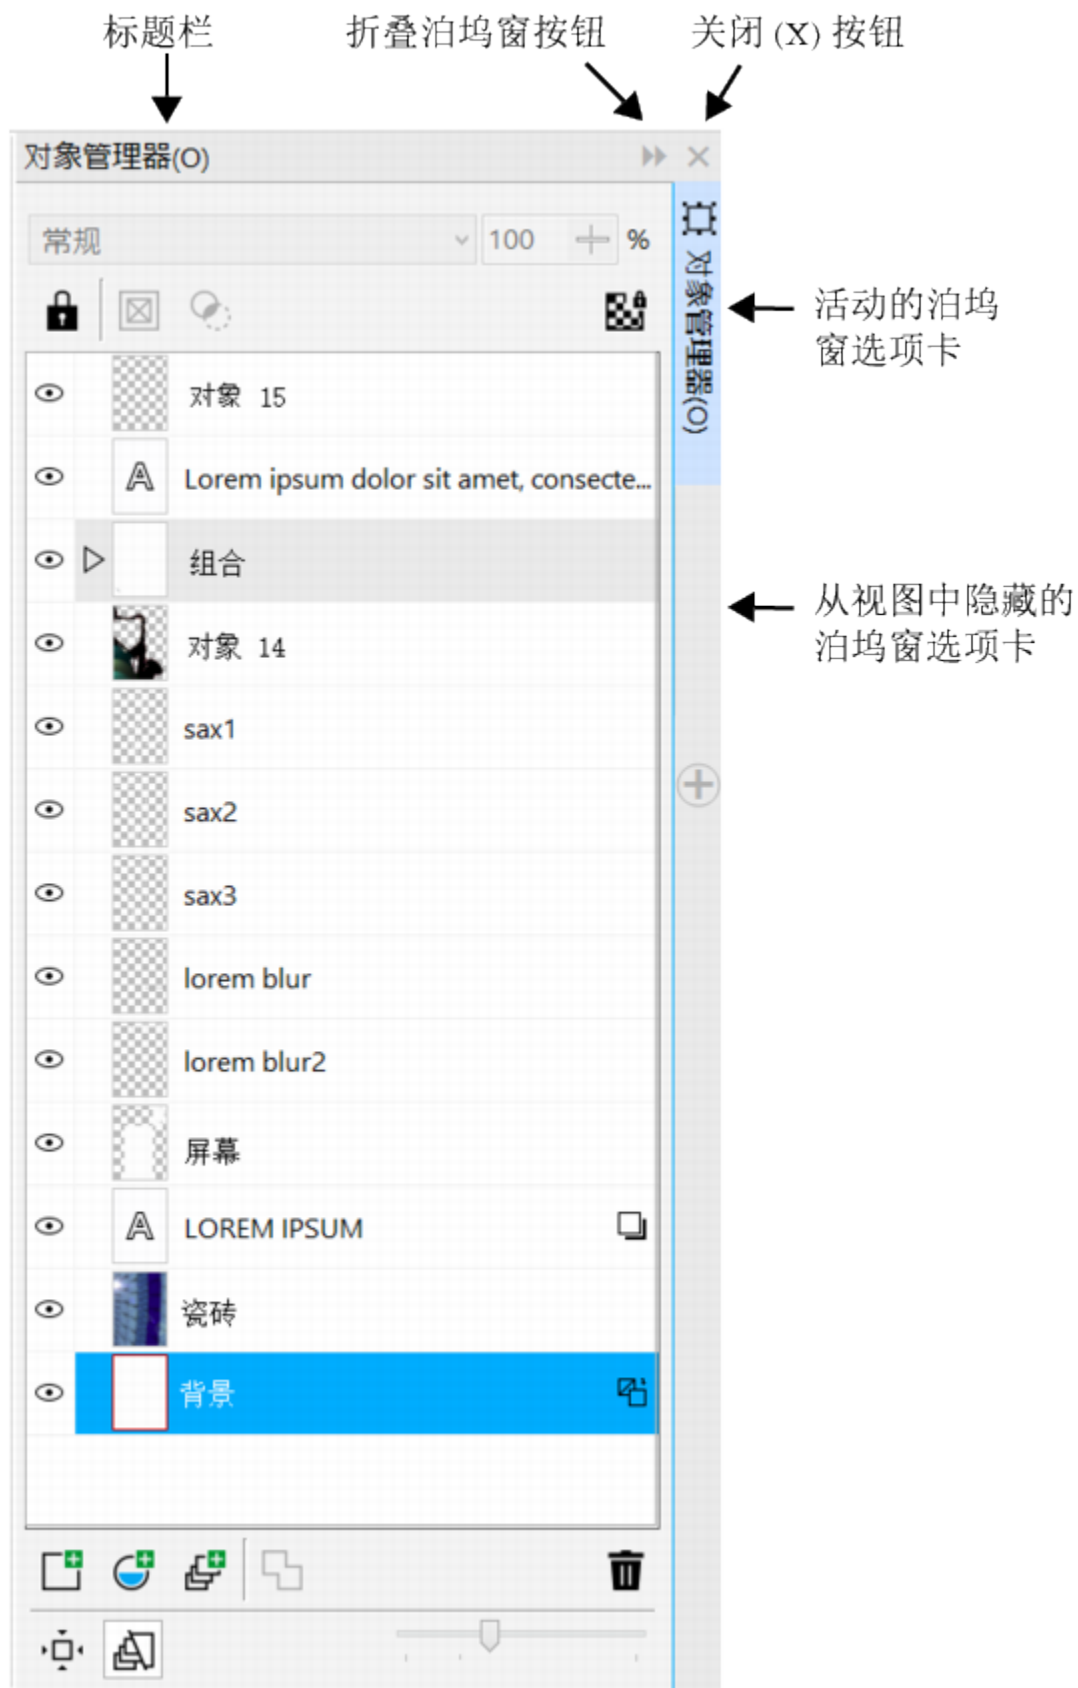 标题栏
折叠泊坞窗按钮
关闭 (X) 按钮
对象管理器(O)
常规
100
%
对象管理器(O)
活动的泊坞
窗选项卡
对象 15
Lorem ipsum dolor sit amet, consecte...
组合
从视图中隐藏的
泊坞窗选项卡
对象 14
sax1
sax2
sax3
lorem blur
lorem blur2
屏幕
LOREM IPSUM
瓷砖
背景